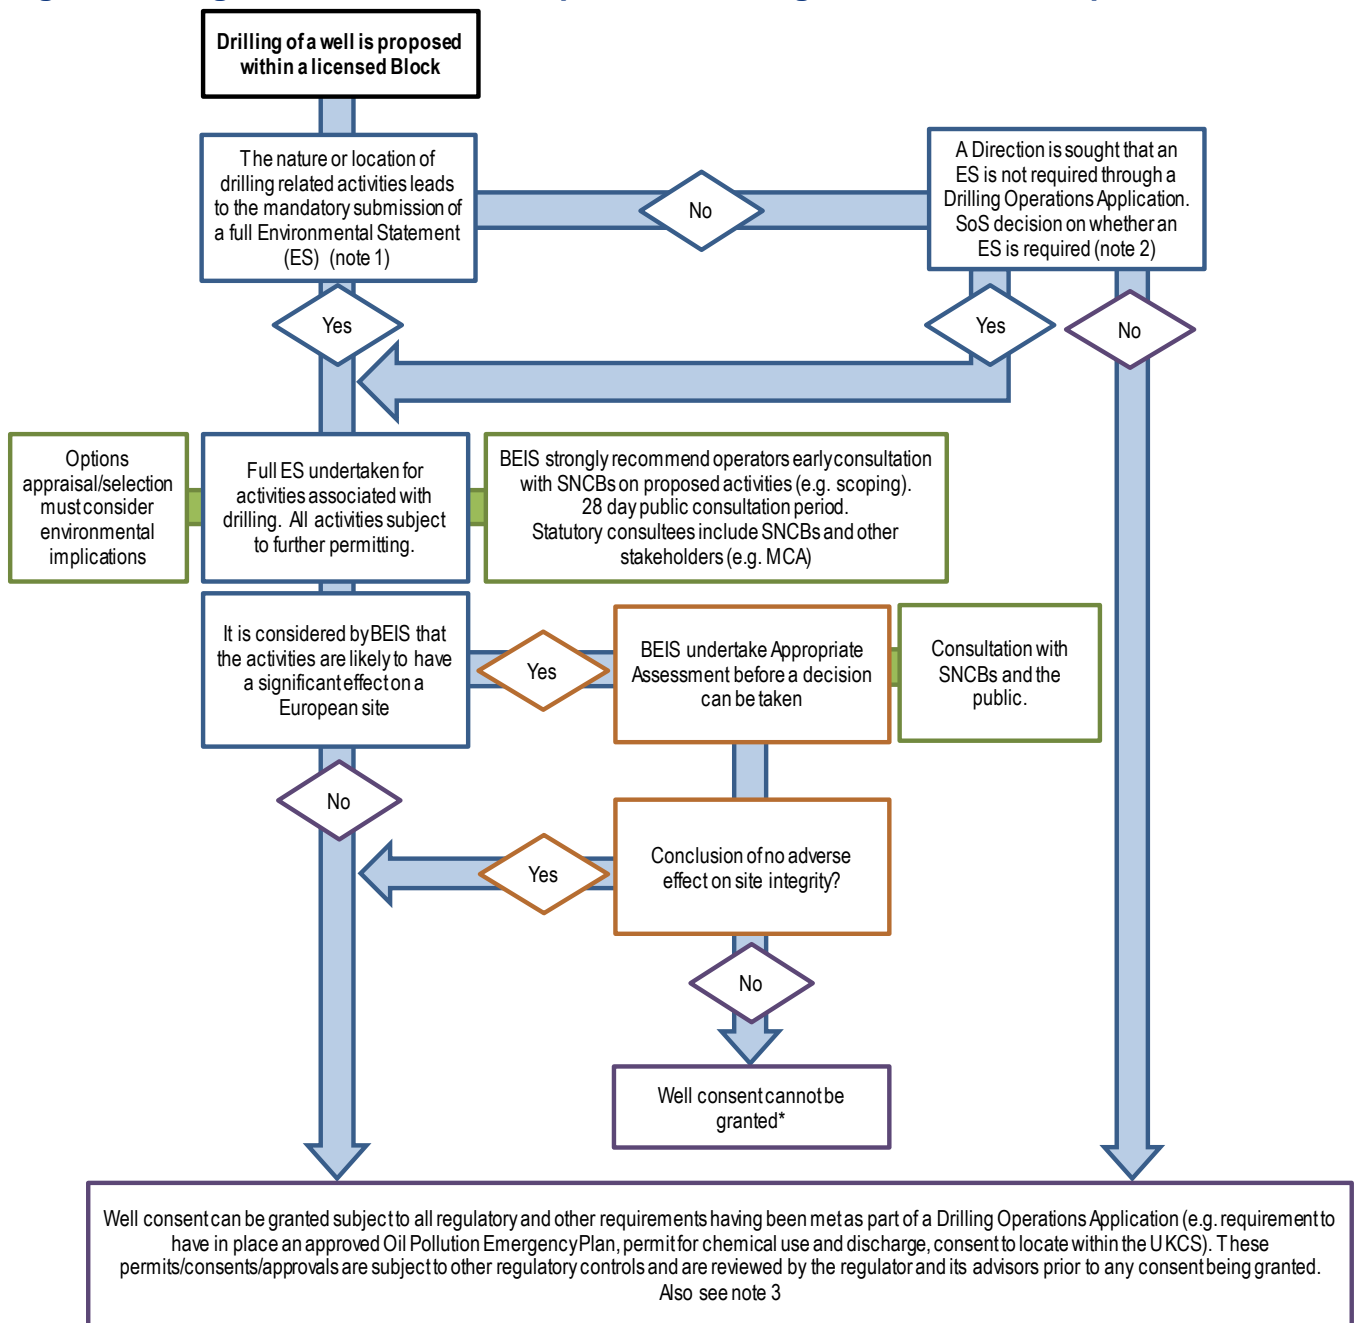 Drilling of a well is proposed
within a licensed Block
The nature or location of
drilling related activities leads
to the mandatory submission of
a full Environmental Statement
(ES) (note 1)
No
A Direction is sought that an
ES is not required through a
Drilling Operations Application.
SoS decision on whether an
ES is required (note 2)
Yes
Yes
No
Options
appraisal/selection
must consider
environmental
implications
Full ES undertaken for
activities associated with
drilling. All activities subject
to further permitting.
BEIS strongly recommend operators early consultation
with SNCBs on proposed activities (e.g. scoping).
28 day public consultation period.
Statutory consultees include SNCBs and other
stakeholders (e.g. MCA)
It is considered by BEIS that
the activities are likely to have
a significant effect on a
European site
Yes
BEIS undertake Appropriate
Assessment before a decision
can be taken
Consultation with
SNCBs and the
public.
No
Yes
Conclusion of no adverse
effect on site integrity?
No
Well consent cannot be
granted*
Well consent can be granted subject to all regulatory and other requirements having been met as part of a Drilling Operations Application (e.g. requirement to
have in place an approved Oil Pollution Emergency Plan, permit for chemical use and discharge, consent to locate within the UKCS). These
permits/consents/approvals are subject to other regulatory controls and are reviewed by the regulator and its advisors prior to any consent being granted.
Also see note 3